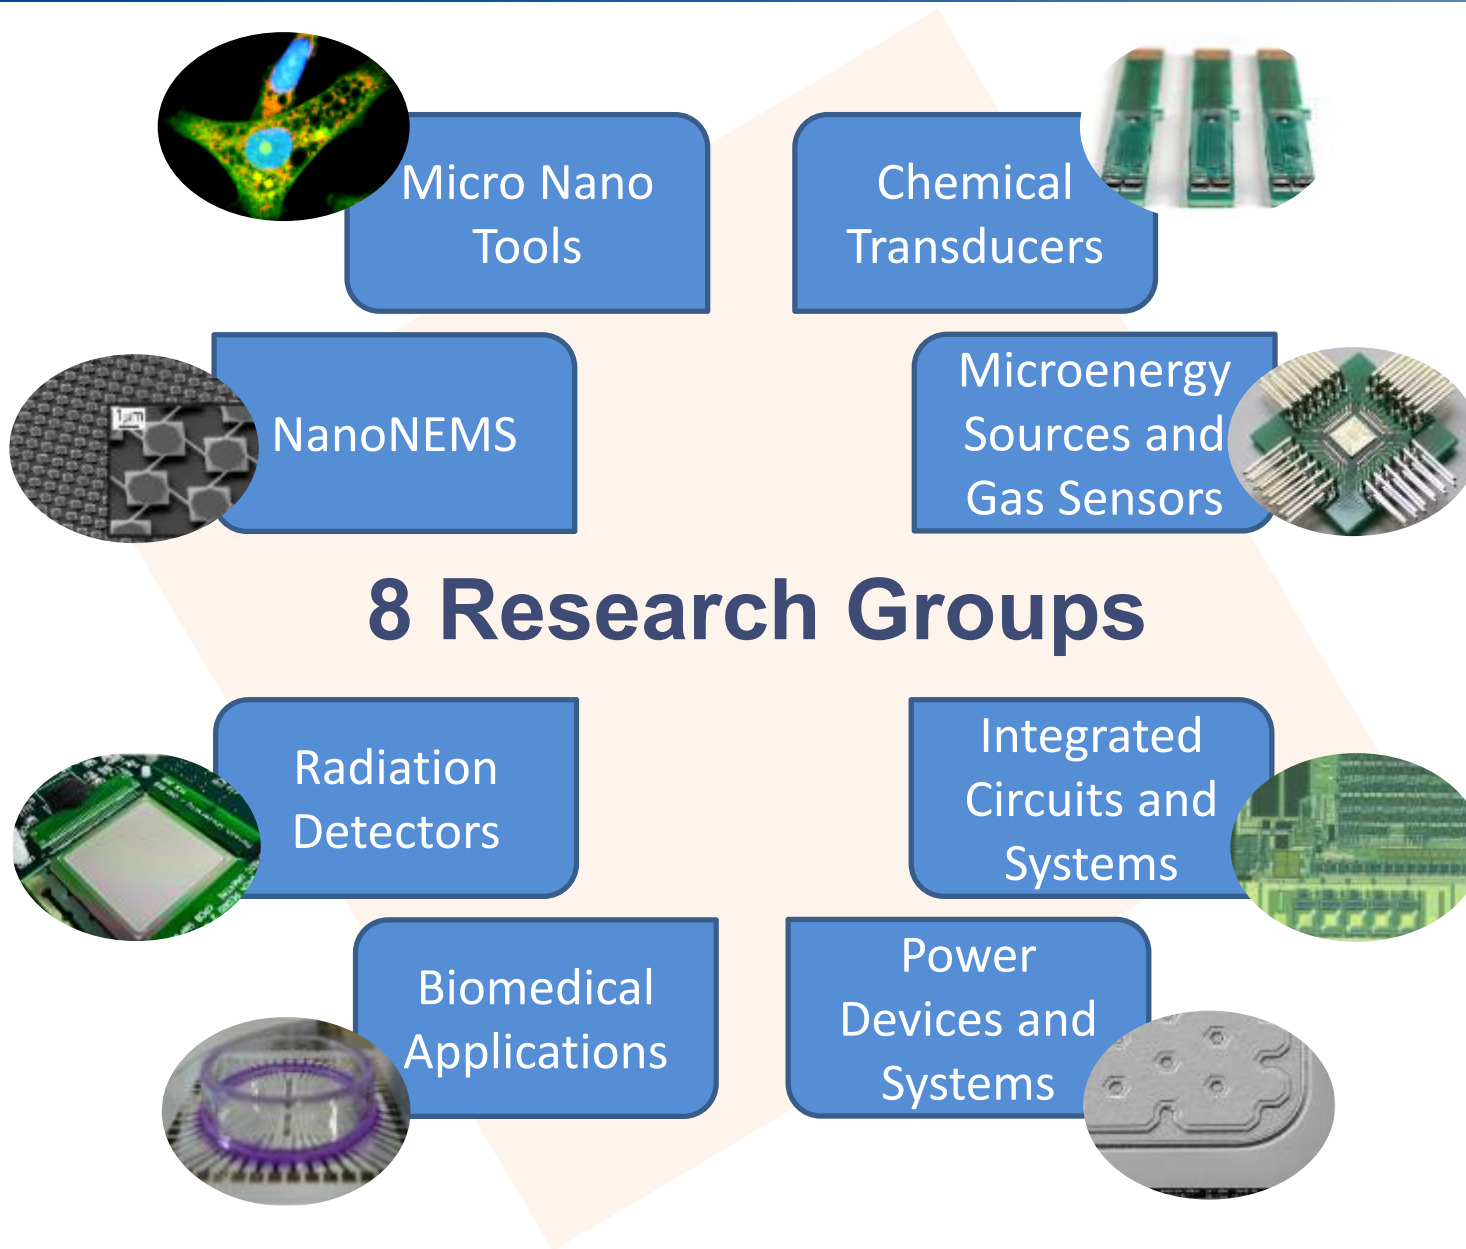 Micro Nano
Tools
Chemical
Transducers
NanoNEMS
1µm
Microenergy
Sources and
Gas Sensors
8 Research Groups
Radiation
Detectors
Integrated
Circuits and
Systems
Biomedical
Applications
Power
Devices and
Systems